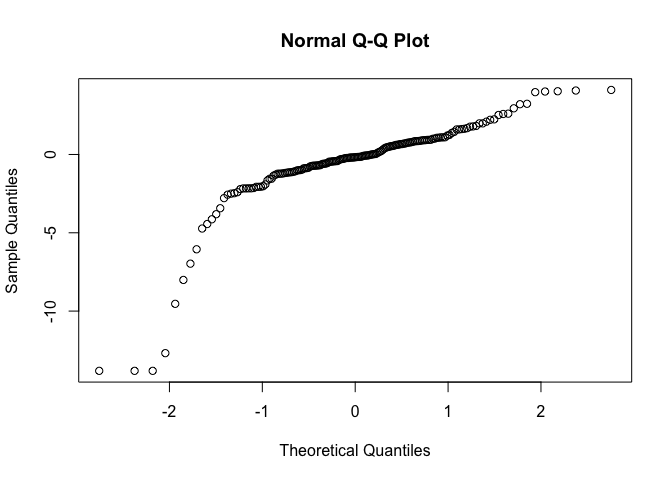 Normal Q-Q Plot
Sample Quantiles
0
-5
-10
-2 -1 0 1 2
Theoretical Quantiles